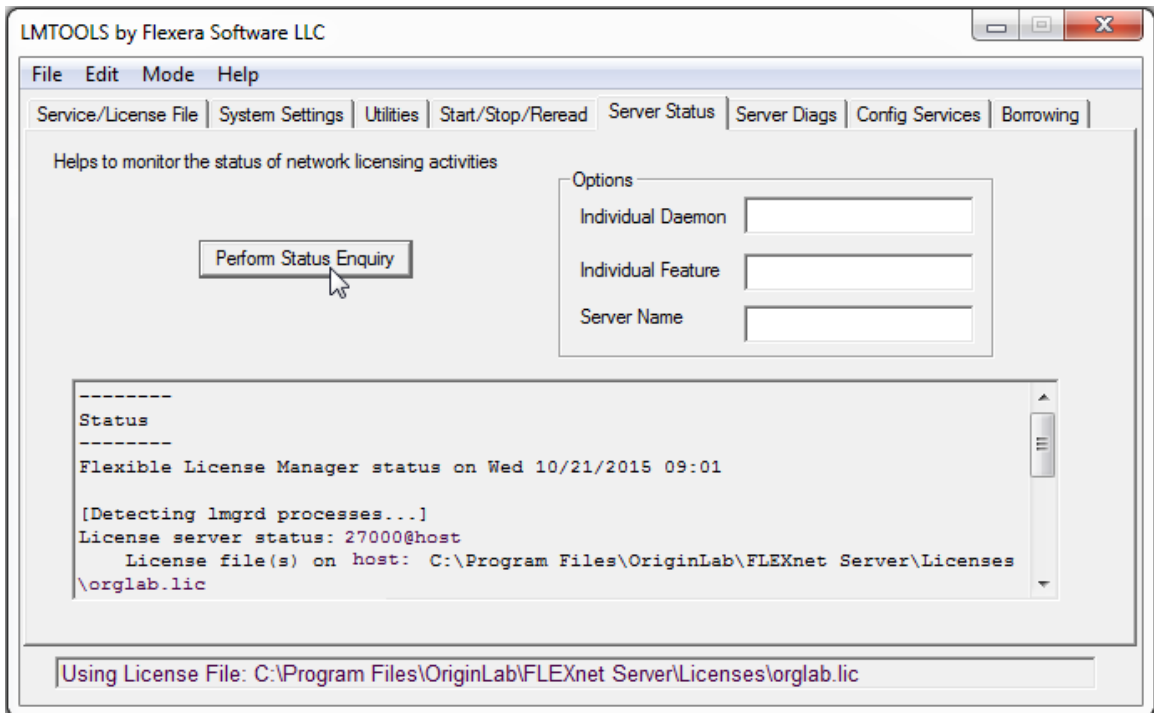 LMTOOLS by Flexera Software LLC
File Edit Mode Help
Service/License File System Settings Utilities Start/Stop/Reread Server Status Server Diags Config Services Borrowing
Helps to monitor the status of network licensing activities
Options
Individual Daemon
Perform Status Enquiry
Individual Feature
Server Name
--------
Status
--------
Flexible License Manager status on Wed 10/21/2015 09:01
[Detecting lmgrd processes...]
License server status: 27000@host
License file(s) on host: C:\Program Files\OriginLab\FLEXnet Server\Licenses
\orglab.lic
Using License File: C:\Program Files\OriginLab\FLEXnet Server\Licenses\orglab.lic